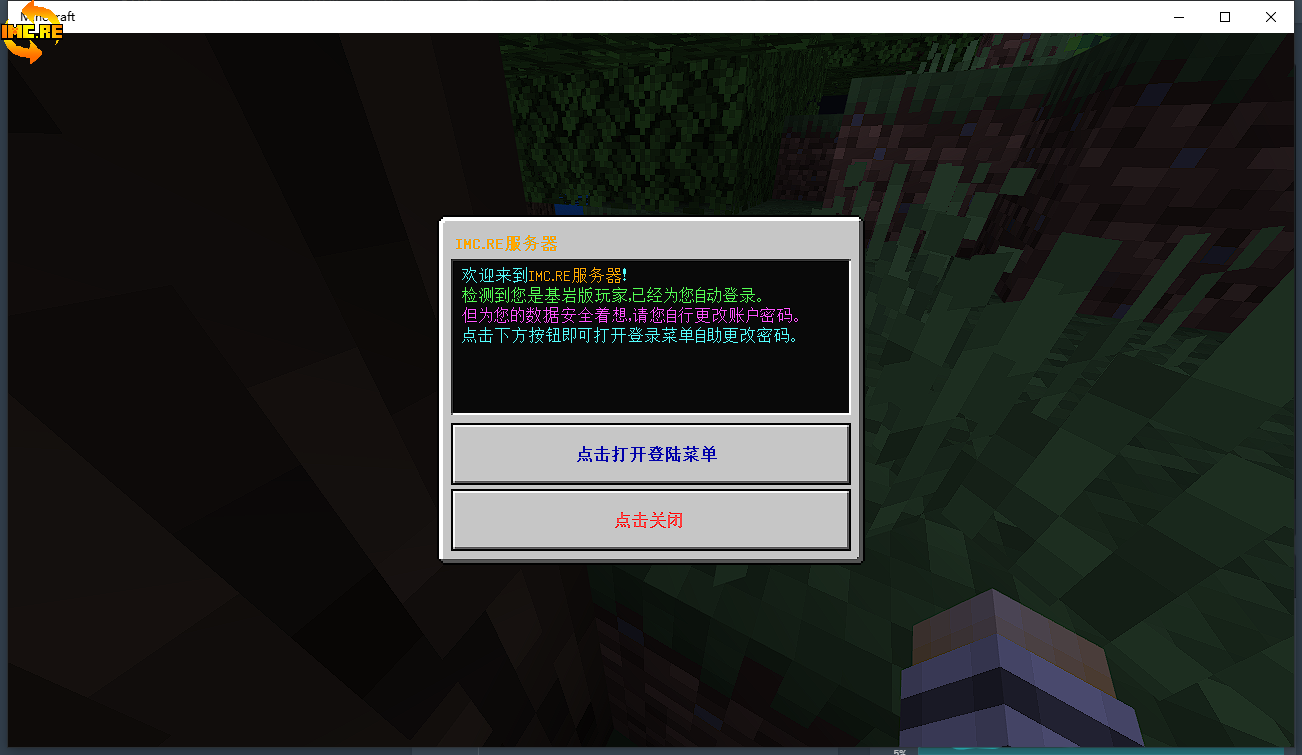 Minecraft
IMC.RE
IMC.RE服务器
欢迎来到IMC.RE服务器!
检测到您是基岩版玩家,已经为您自动登录。
但为您的数据安全着想,请您自行更改账户密码。
点击下方按钮即可打开登录菜单自助更改密码。
点击打开登陆菜单
点击关闭
5%